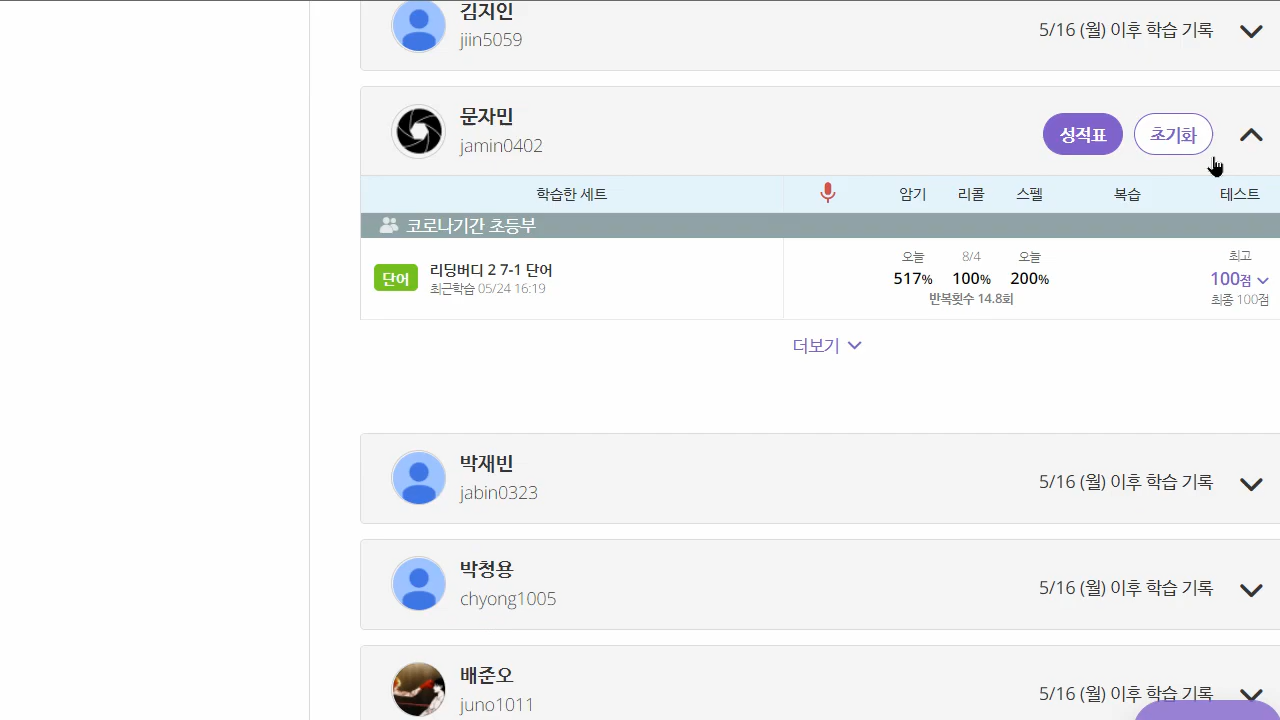 김지인
jiin5059
5/16 (월) 이후 학습 기록
문자민
jamin0402
성적표
초기화
학습한 세트
암기
리콜
스펠
복습
테스트
코로나기간 초등부
단어
리딩버디 2 7-1 단어
최근학습 05/24 16:19
오늘
8/4
오늘
517%
100%
200%
반복횟수 14.8회
최고
100점
최종 100점
더보기
박재빈
jabin0323
5/16 (월) 이후 학습 기록
박청용
chyong1005
5/16 (월) 이후 학습 기록
배준오
juno1011
5/16 (월) 이후 학습 기록